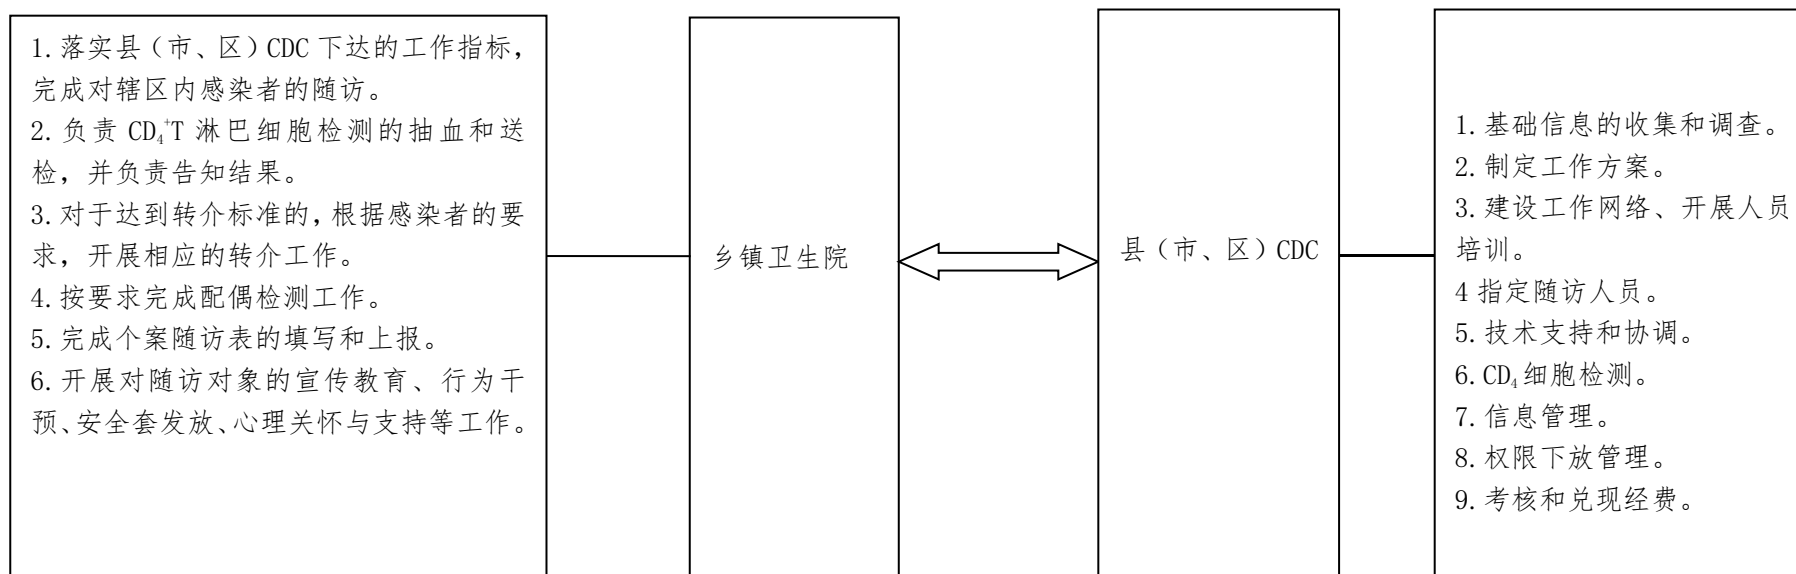 1.落实县（市、区）CDC 下达的工作指标，
完成对辖区内感染者的随访。
2.负责 CD₄⁺T 淋巴细胞检测的抽血和送
检，并负责告知结果。
3.对于达到转介标准的，根据感染者的要
求，开展相应的转介工作。
4.按要求完成配偶检测工作。
5.完成个案随访表的填写和上报。
6.开展对随访对象的宣传教育、行为干
预、安全套发放、心理关怀与支持等工作。
乡镇卫生院
县（市、区）CDC
1.基础信息的收集和调查。
2.制定工作方案。
3.建设工作网络、开展人员
培训。
4 指定随访人员。
5.技术支持和协调。
6.CD₄ 细胞检测。
7.信息管理。
8.权限下放管理。
9.考核和兑现经费。